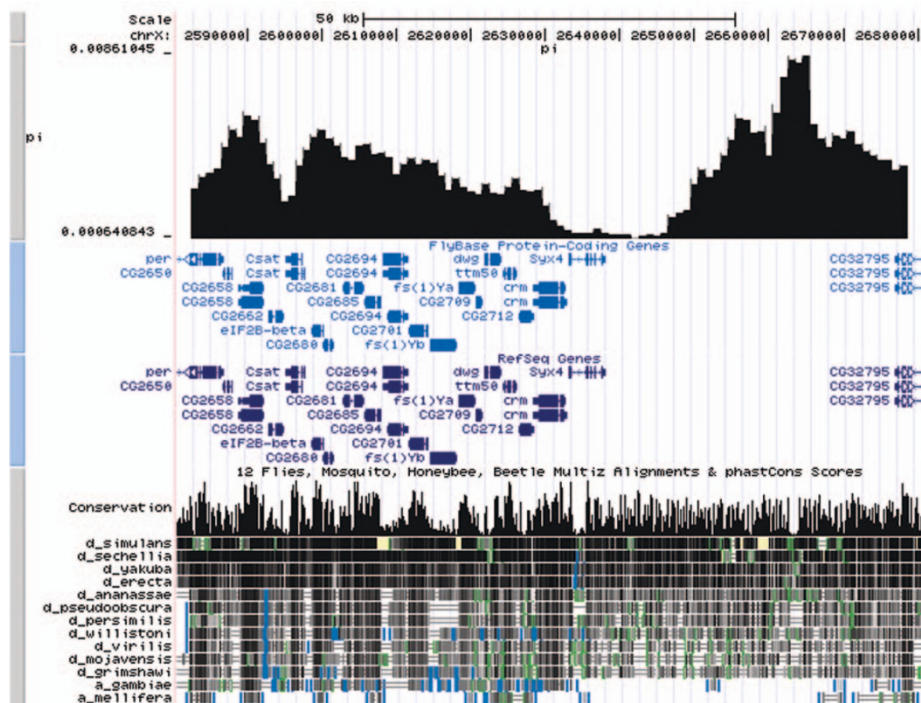 Scale 50 kb
chrX: 2590000 2600000 2610000 2620000 2630000 2640000 2650000 2660000 2670000 2680000
0.00861045 _ pi
pi
0.000640843 _
FlyBase Protein-Coding Genes
per Csat CG2694 dwg Syx4 CG32795
CG2650 Csat CG2694 ttm50 CG32795
CG2658 CG2681 fs(1)Ya crm CG32795
CG2658 CG2685 CG2709 crm
CG2662 CG2694 CG2712
eIF2B-beta CG2701
CG2680 fs(1)Yb
RefSeq Genes
per Csat CG2694 dwg Syx4 CG32795
CG2650 Csat CG2694 ttm50 CG32795
CG2658 CG2681 fs(1)Ya crm CG32795
CG2658 CG2685 CG2709 crm
CG2662 CG2694 CG2712
eIF2B-beta CG2701
CG2680 fs(1)Yb
12 Flies, Mosquito, Honeybee, Beetle Multiz Alignments & phastCons Scores
Conservation
d_simulans
d_sechellia
d_yakuba
d_erecta
d_ananassae
d_pseudoobscura
d_persimilis
d_willistoni
d_virilis
d_mojavensis
d_grimshawi
a_gambiae
a_mellifera